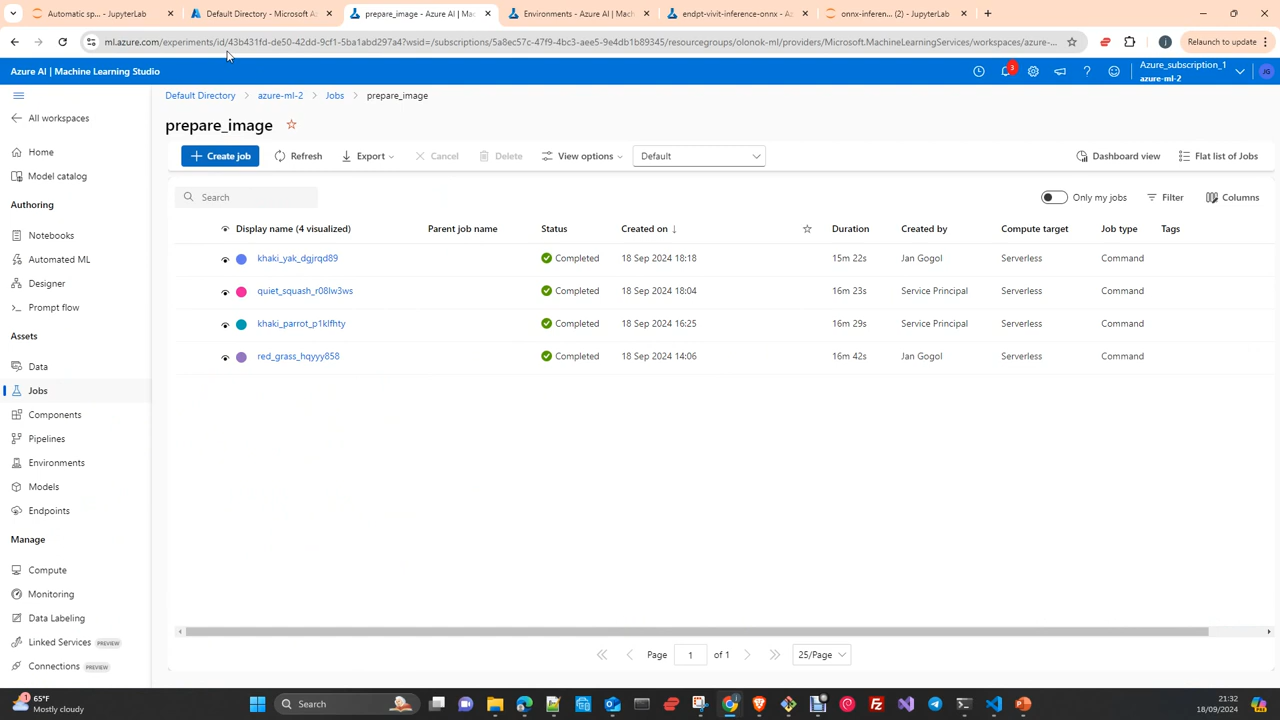 Automatic sp... - JupyterLab
Default Directory - Microsoft Az
prepare_image - Azure AI | Mac
Environments - Azure AI | Mach
endpt-vivit-inference-onnx - Az
onnx-inferen... (2) - JupyterLab
ml.azure.com/experiments/id/43b431fd-de50-42dd-9cf1-5ba1abd297a4?wsid=/subscriptions/5a8ec57c-47f9-4bc3-aee5-9e4db1b89345/resourcegroups/olonok-ml/providers/Microsoft.MachineLearningServices/workspaces/azure-...
Relaunch to update
Azure AI | Machine Learning Studio
3
Azure_subscription_1
azure-ml-2
JG
All workspaces
Home
Model catalog
Authoring
Notebooks
Automated ML
Designer
Prompt flow
Assets
Data
Jobs
Components
Pipelines
Environments
Models
Endpoints
Manage
Compute
Monitoring
Data Labeling
Linked Services PREVIEW
Connections PREVIEW
Default Directory > azure-ml-2 > Jobs > prepare_image
prepare_image
Create job Refresh Export Cancel Delete View options Default Dashboard view Flat list of Jobs
Search Only my jobs Filter Columns
Display name (4 visualized) Parent job name Status Created on ↓ Duration Created by Compute target Job type Tags
khaki_yak_dgjrqd89 Completed 18 Sep 2024 18:18 15m 22s Jan Gogol Serverless Command
quiet_squash_r08lw3ws Completed 18 Sep 2024 18:04 16m 23s Service Principal Serverless Command
khaki_parrot_p1klfhty Completed 18 Sep 2024 16:25 16m 29s Service Principal Serverless Command
red_grass_hqyyy858 Completed 18 Sep 2024 14:06 16m 42s Jan Gogol Serverless Command
Page 1 of 1 25/Page
65°F
Mostly cloudy
Search
21:32
18/09/2024